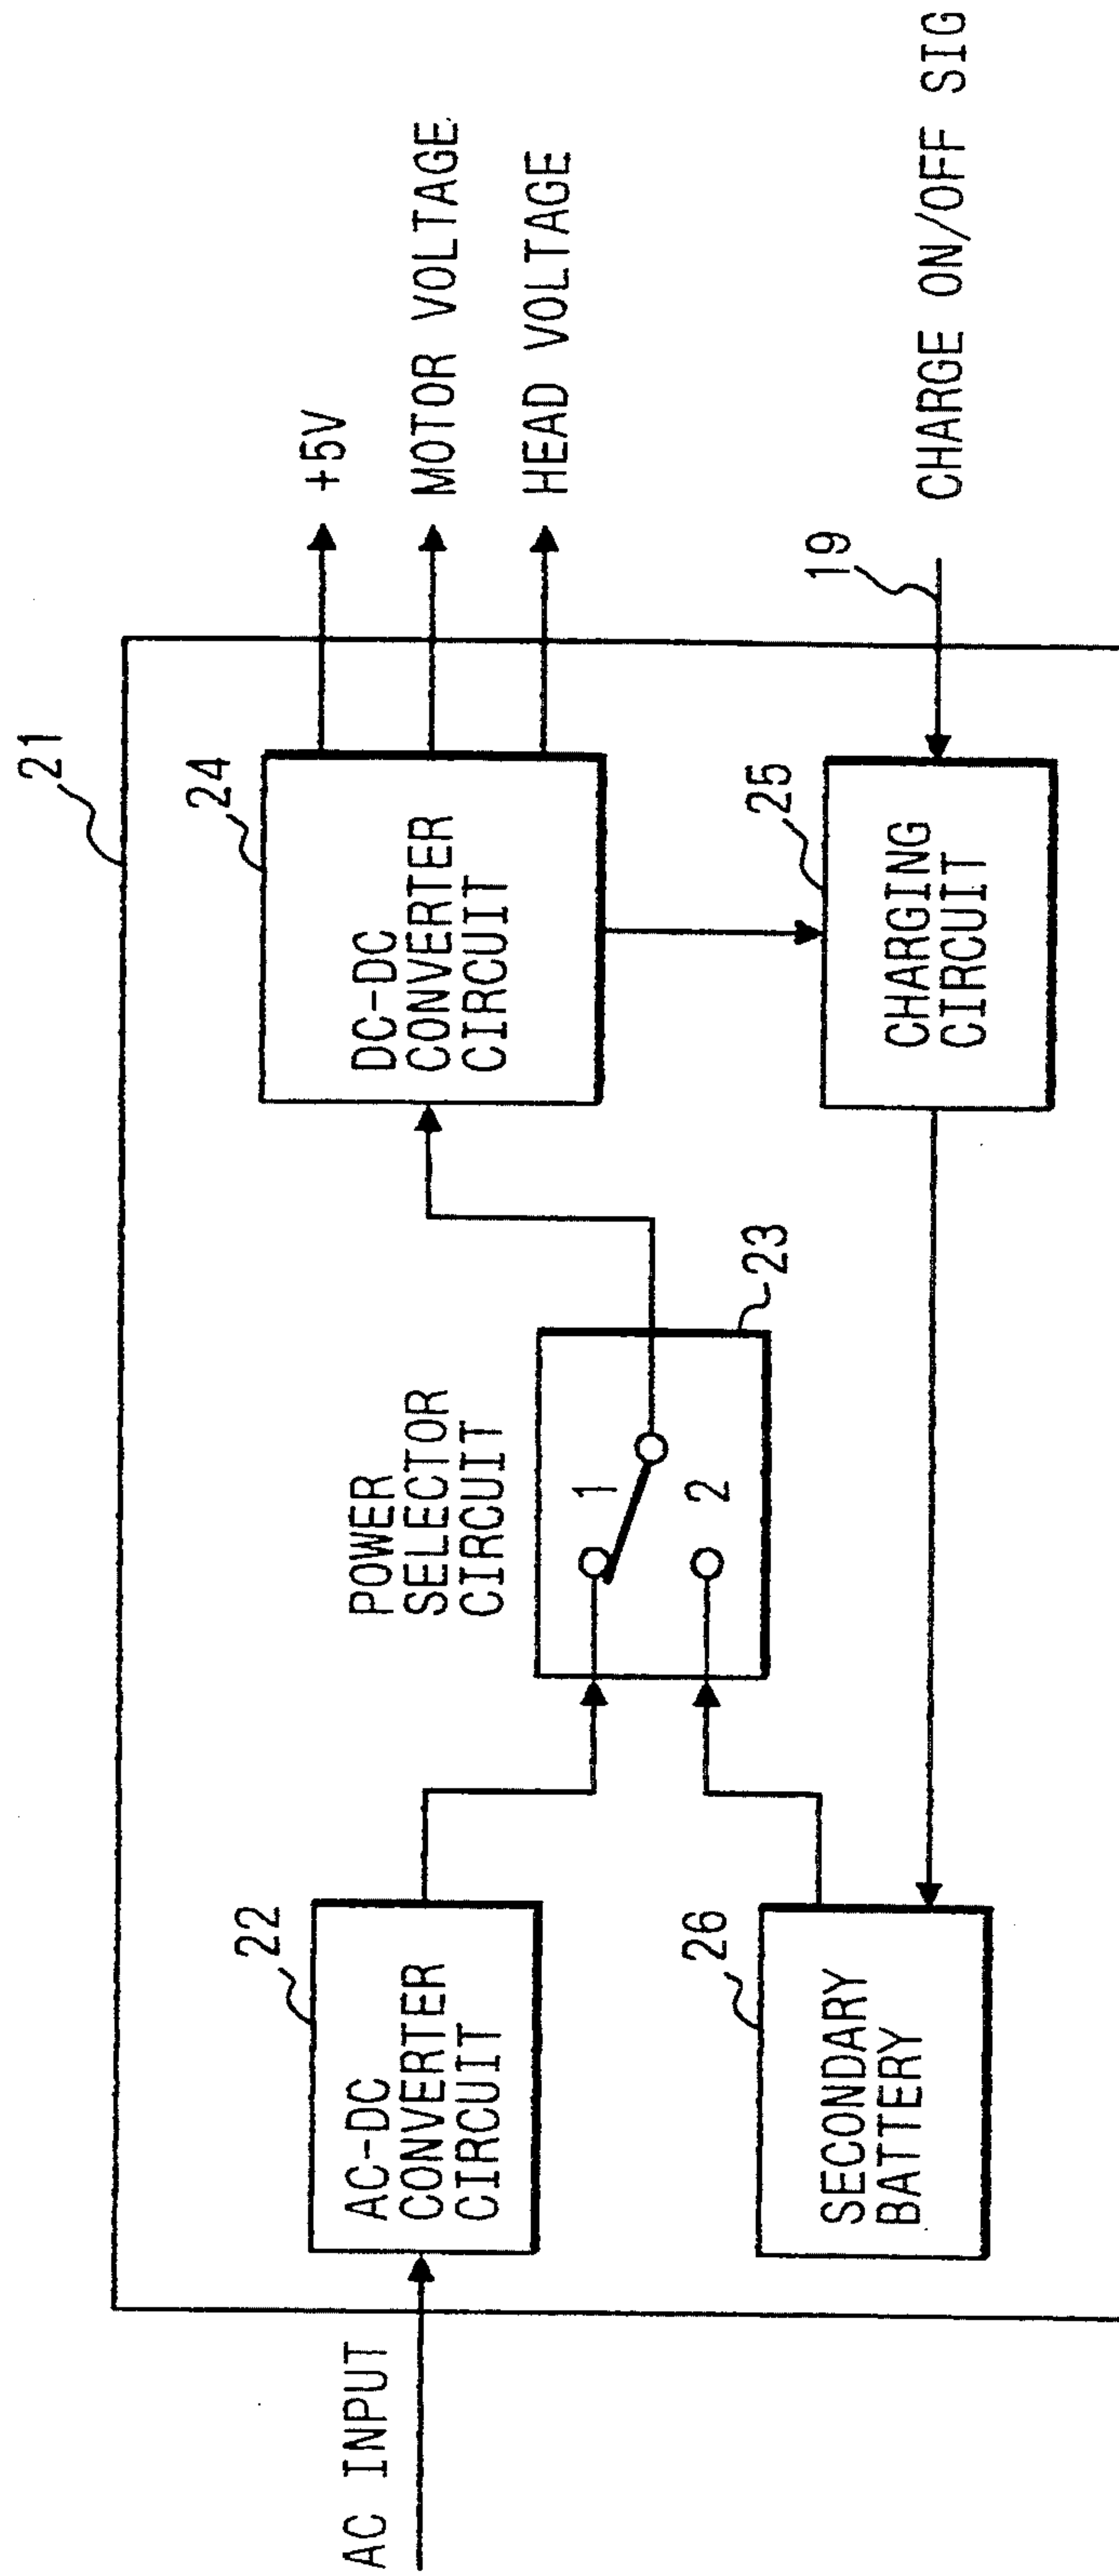 21
24
DC-DC
CONVERTER
CIRCUIT
+5V
MOTOR VOLTAGE
HEAD VOLTAGE
AC INPUT
22
AC-DC
CONVERTER
CIRCUIT
POWER
SELECTOR
CIRCUIT
1
2
23
26
SECONDARY
BATTERY
25
CHARGING
CIRCUIT
19
CHARGE ON/OFF SIG